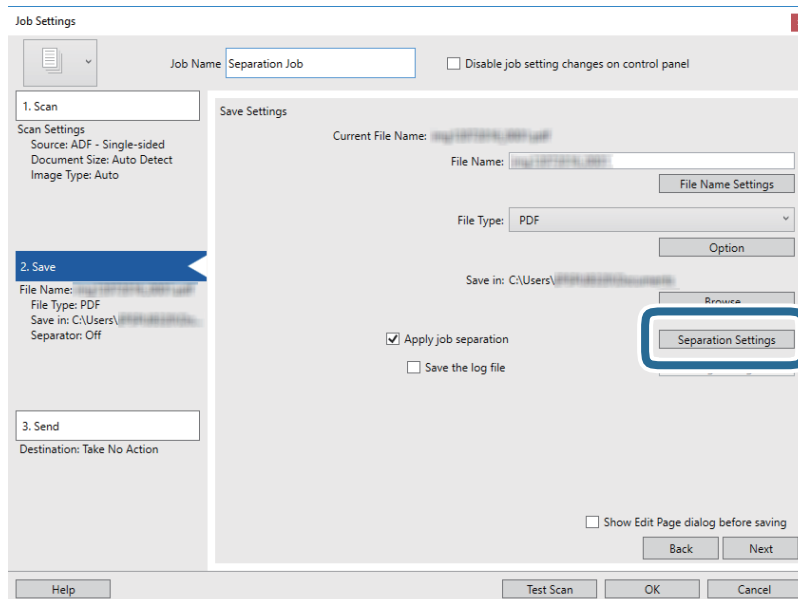 Job Settings
Job Name Separation Job
Disable job setting changes on control panel
1. Scan
Scan Settings
Source: ADF - Single-sided
Document Size: Auto Detect
Image Type: Auto
2. Save
File Name:
File Type: PDF
Save in: C:\Users\
Separator: Off
3. Send
Destination: Take No Action
Save Settings
Current File Name:
File Name:
File Name Settings
File Type: PDF
Option
Save in: C:\Users\
Browse
Apply job separation
Separation Settings
Save the log file
Show Edit Page dialog before saving
Back Next
Help Test Scan OK Cancel